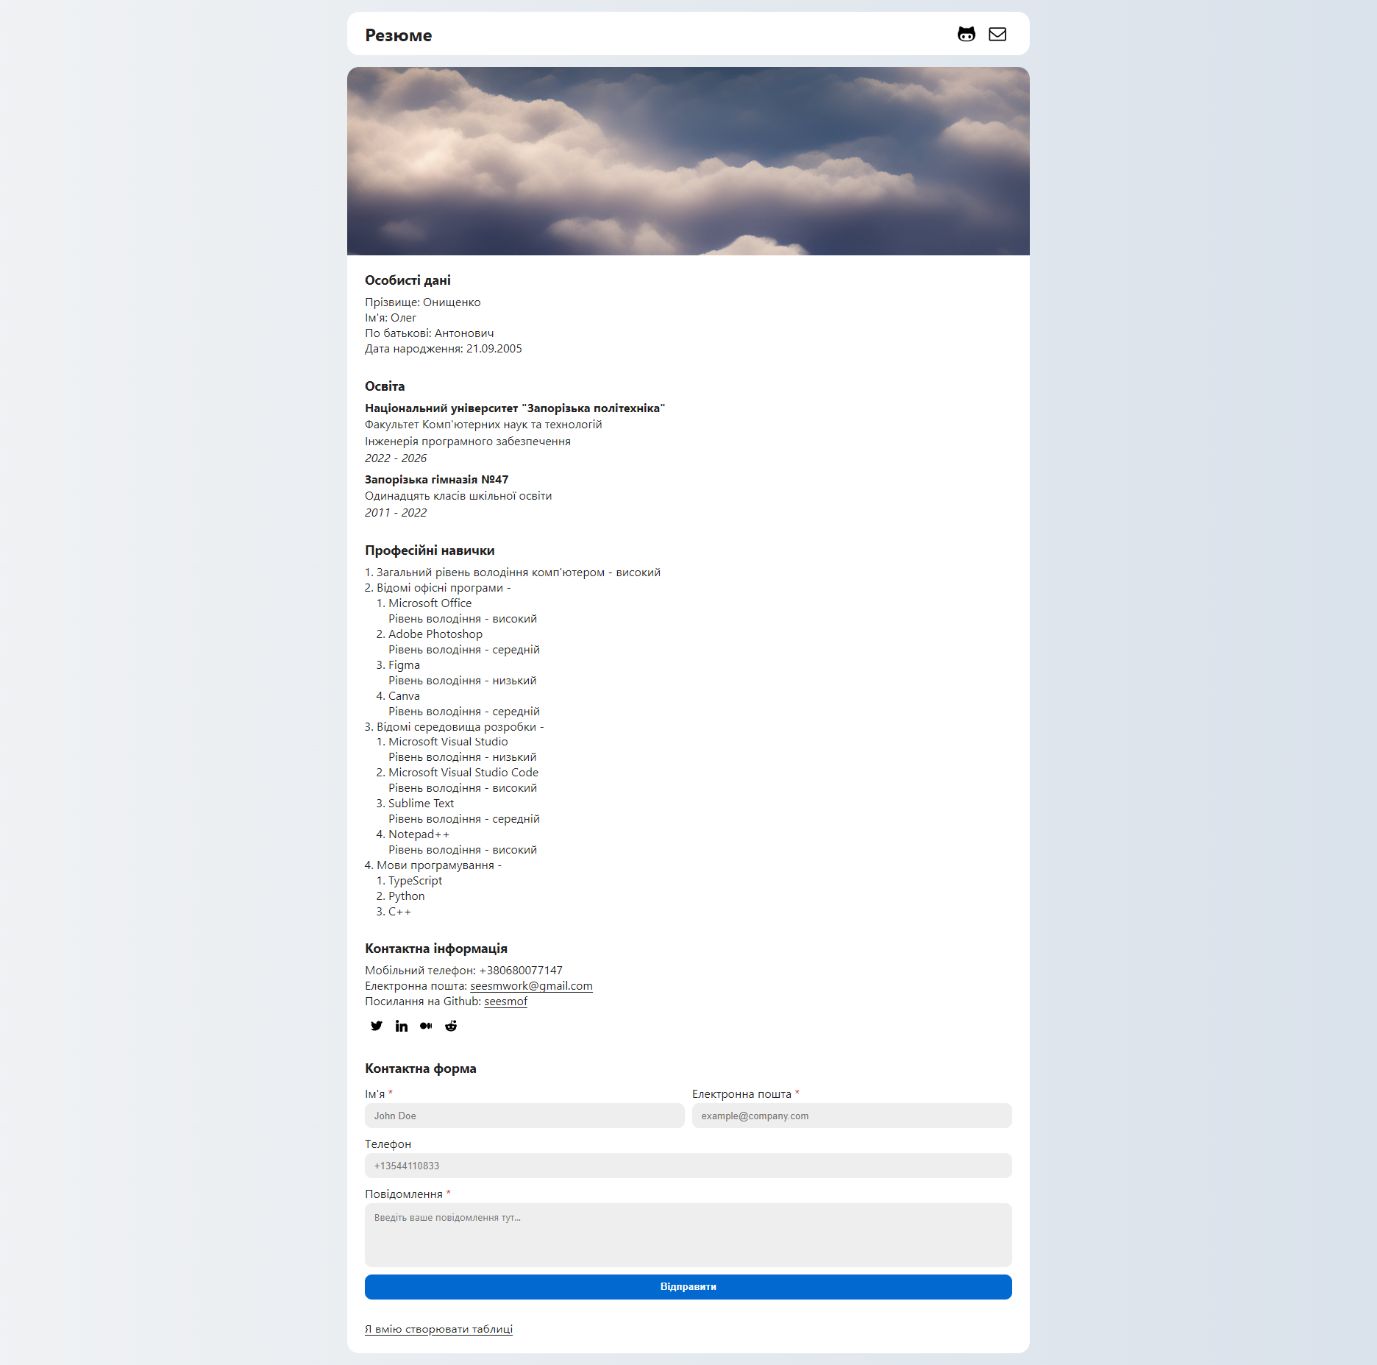 Резюме
Особисті дані
Прізвище: Онищенко
Ім'я: Олег
По батькові: Антонович
Дата народження: 21.09.2005
Освіта
Національний університет "Запорізька політехніка"
Факультет Комп'ютерних наук та технологій
Інженерія програмного забезпечення
2022 - 2026
Запорізька гімназія №47
Одинадцять класів шкільної освіти
2011 - 2022
Професійні навички
1. Загальний рівень володіння комп'ютером - високий
2. Відомі офісні програми -
1. Microsoft Office
Рівень володіння - високий
2. Adobe Photoshop
Рівень володіння - середній
3. Figma
Рівень володіння - низький
4. Canva
Рівень володіння - середній
3. Відомі середовища розробки -
1. Microsoft Visual Studio
Рівень володіння - низький
2. Microsoft Visual Studio Code
Рівень володіння - високий
3. Sublime Text
Рівень володіння - середній
4. Notepad++
Рівень володіння - високий
4. Мови програмування -
1. TypeScript
2. Python
3. C++
Контактна інформація
Мобільний телефон: +380680077147
Електронна пошта: seesmwork@gmail.com
Посилання на Github: seesmof
Контактна форма
Ім'я * Електронна пошта *
John Doe example@company.com
Телефон
+13544110833
Повідомлення *
Введіть ваше повідомлення тут...
Відправити
Я вмію створювати таблиці